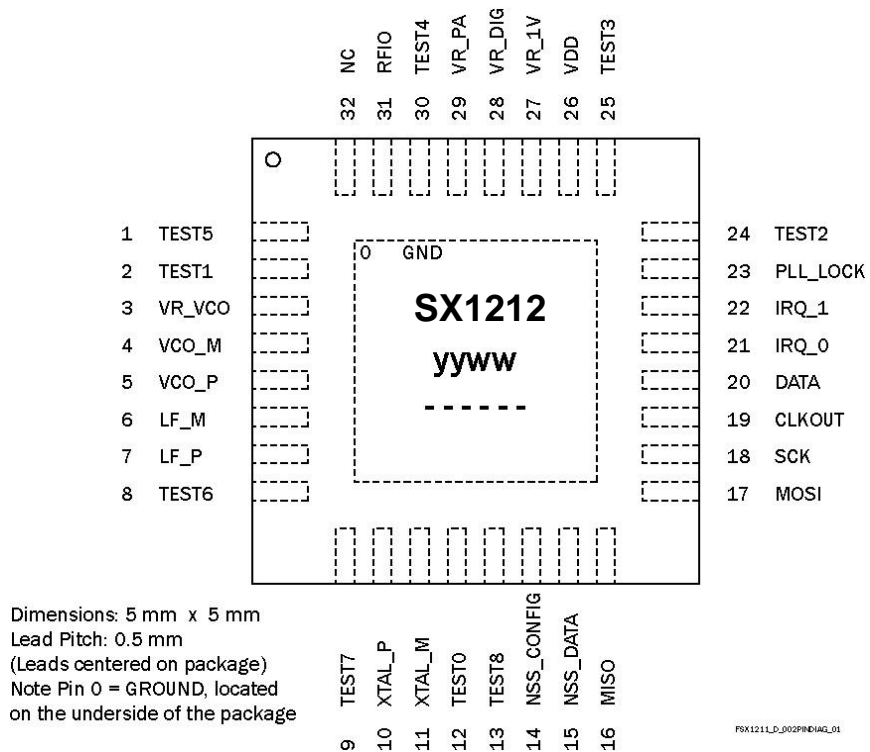 32 NC
31 RFIO
30 TEST4
29 VR_PA
28 VR_DIG
27 VR_1V
26 VDD
25 TEST3
1 TEST5
2 TEST1
3 VR_VCO
4 VCO_M
5 VCO_P
6 LF_M
7 LF_P
8 TEST6
0 GND
SX1212
yyww
------
24 TEST2
23 PLL_LOCK
22 IRQ_1
21 IRQ_0
20 DATA
19 CLKOUT
18 SCK
17 MOSI
9 TEST7
10 XTAL_P
11 XTAL_M
12 TEST0
13 TEST8
14 NSS_CONFIG
15 NSS_DATA
16 MISO
Dimensions: 5 mm x 5 mm
Lead Pitch: 0.5 mm
(Leads centered on package)
Note Pin 0 = GROUND, located
on the underside of the package
FSX1211_D_002PINDIAG_01